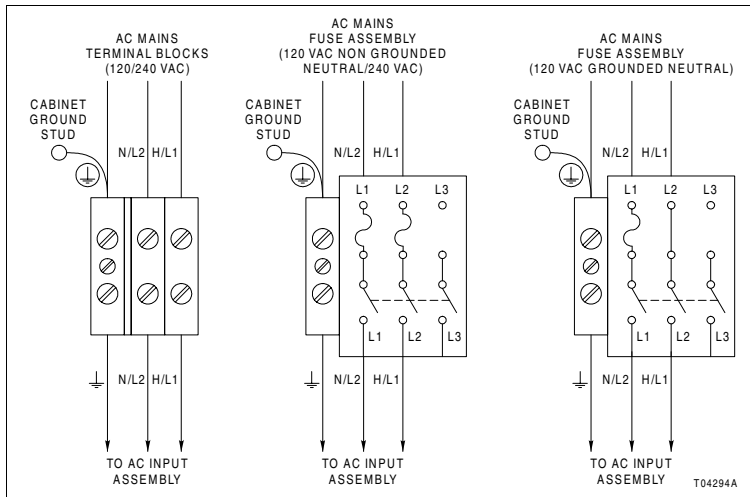 AC MAINS
TERMINAL BLOCKS
(120/240 VAC)
CABINET
GROUND
STUD
N/L2 H/L1
N/L2 H/L1
TO AC INPUT
ASSEMBLY
AC MAINS
FUSE ASSEMBLY
(120 VAC NON GROUNDED
NEUTRAL/240 VAC)
CABINET
GROUND
STUD
N/L2 H/L1
L1 L2 L3
L1 L2 L3
N/L2 H/L1
TO AC INPUT
ASSEMBLY
AC MAINS
FUSE ASSEMBLY
(120 VAC GROUNDED NEUTRAL)
CABINET
GROUND
STUD
N/L2 H/L1
L1 L2 L3
L1 L2 L3
N/L2 H/L1
TO AC INPUT
ASSEMBLY
T04294A